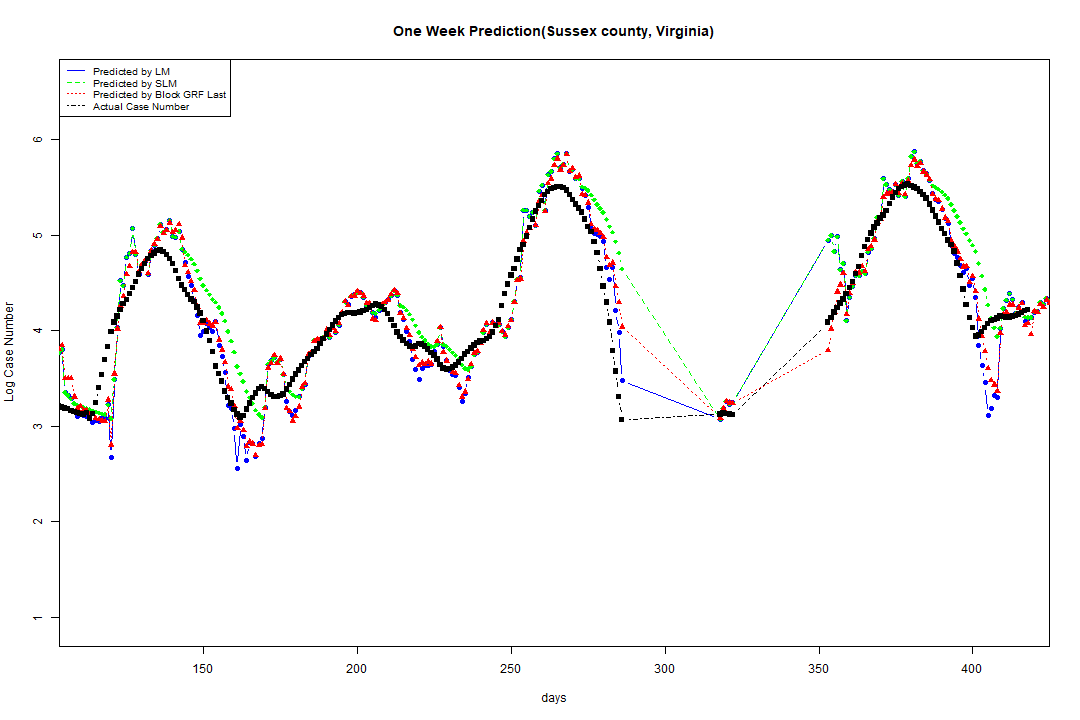 One Week Prediction(Sussex county, Virginia)
Predicted by LM
Predicted by SLM
Predicted by Block GRF Last
Actual Case Number
Log Case Number
6
5
4
3
2
1
150
200
250
300
350
400
days